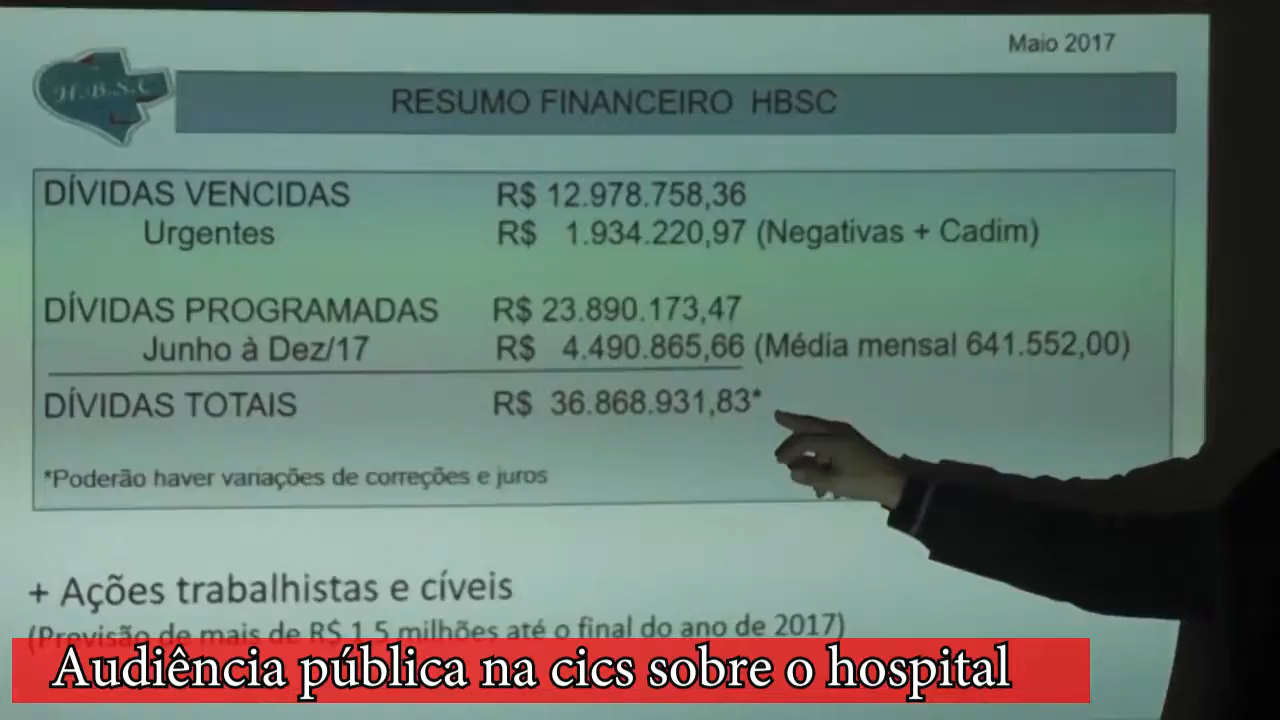 Maio 2017
H.B.S.C
RESUMO FINANCEIRO HBSC
DÍVIDAS VENCIDAS R$ 12.978.758,36
Urgentes R$ 1.934.220,97 (Negativas + Cadim)
DÍVIDAS PROGRAMADAS R$ 23.890.173,47
Junho à Dez/17 R$ 4.490.865,66 (Média mensal 641.552,00)
DÍVIDAS TOTAIS R$ 36.868.931,83*
*Poderão haver variações de correções e juros
+ Ações trabalhistas e cíveis
(Previsão de mais de R$ 1,5 milhões até o final do ano de 2017)
Audiência pública na cics sobre o hospital